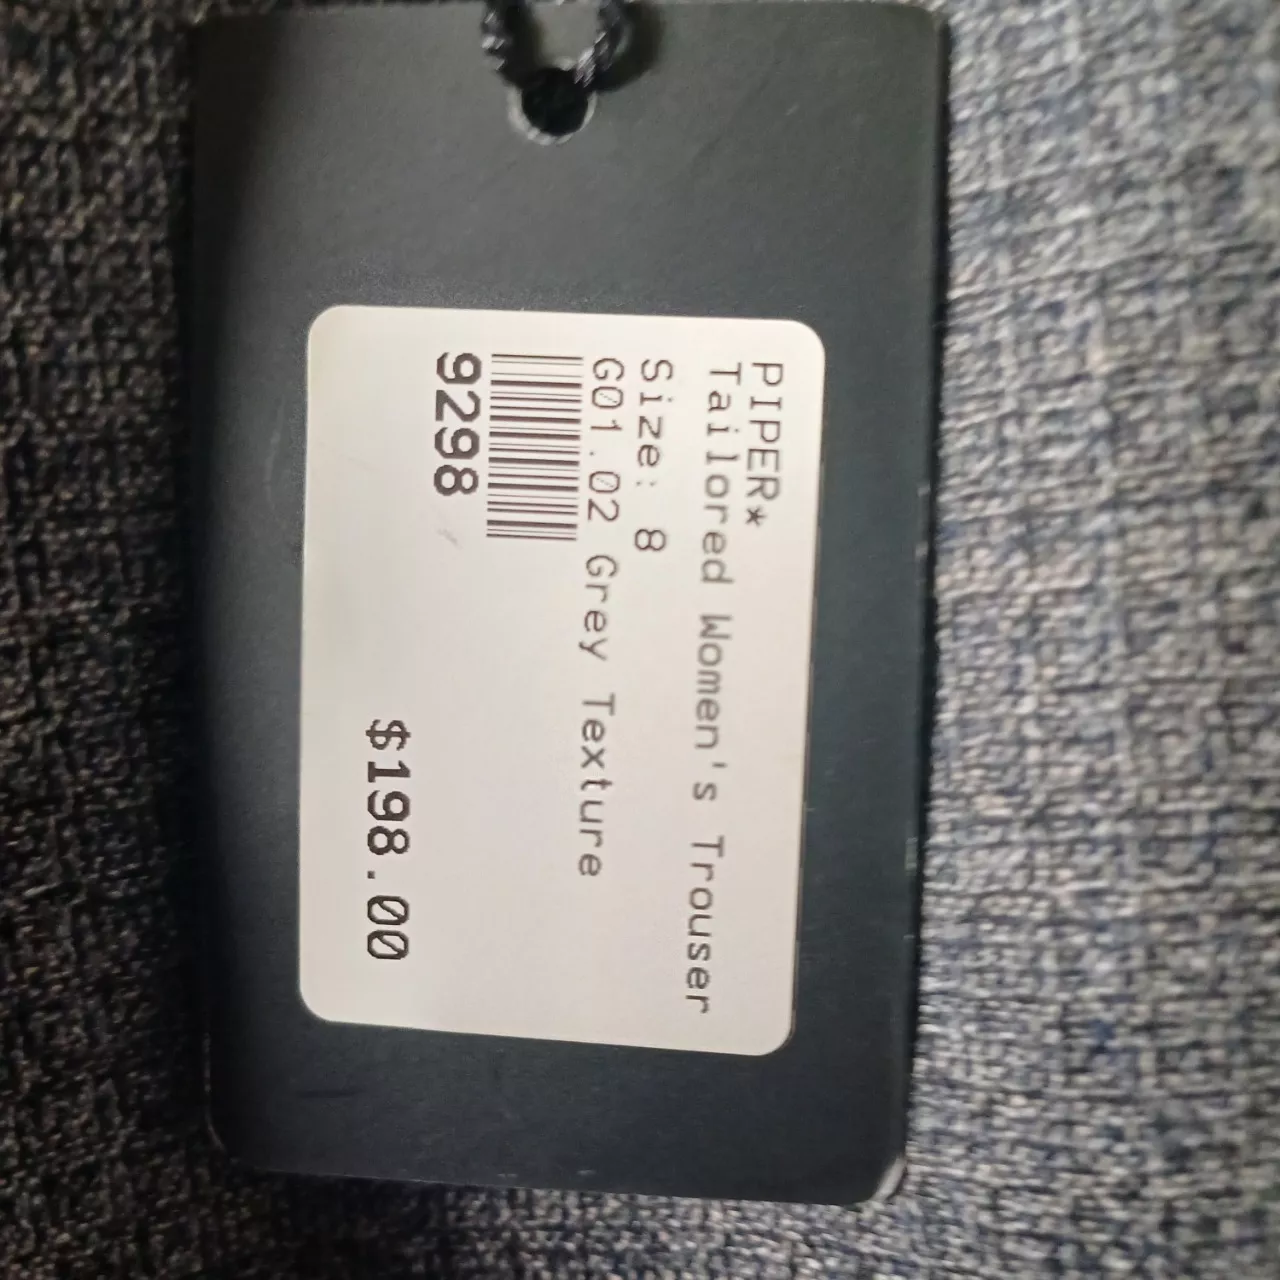 PIPER*
Tailored Women's Trouser
Size: 8
G01.02 Grey Texture
9298
$198.00